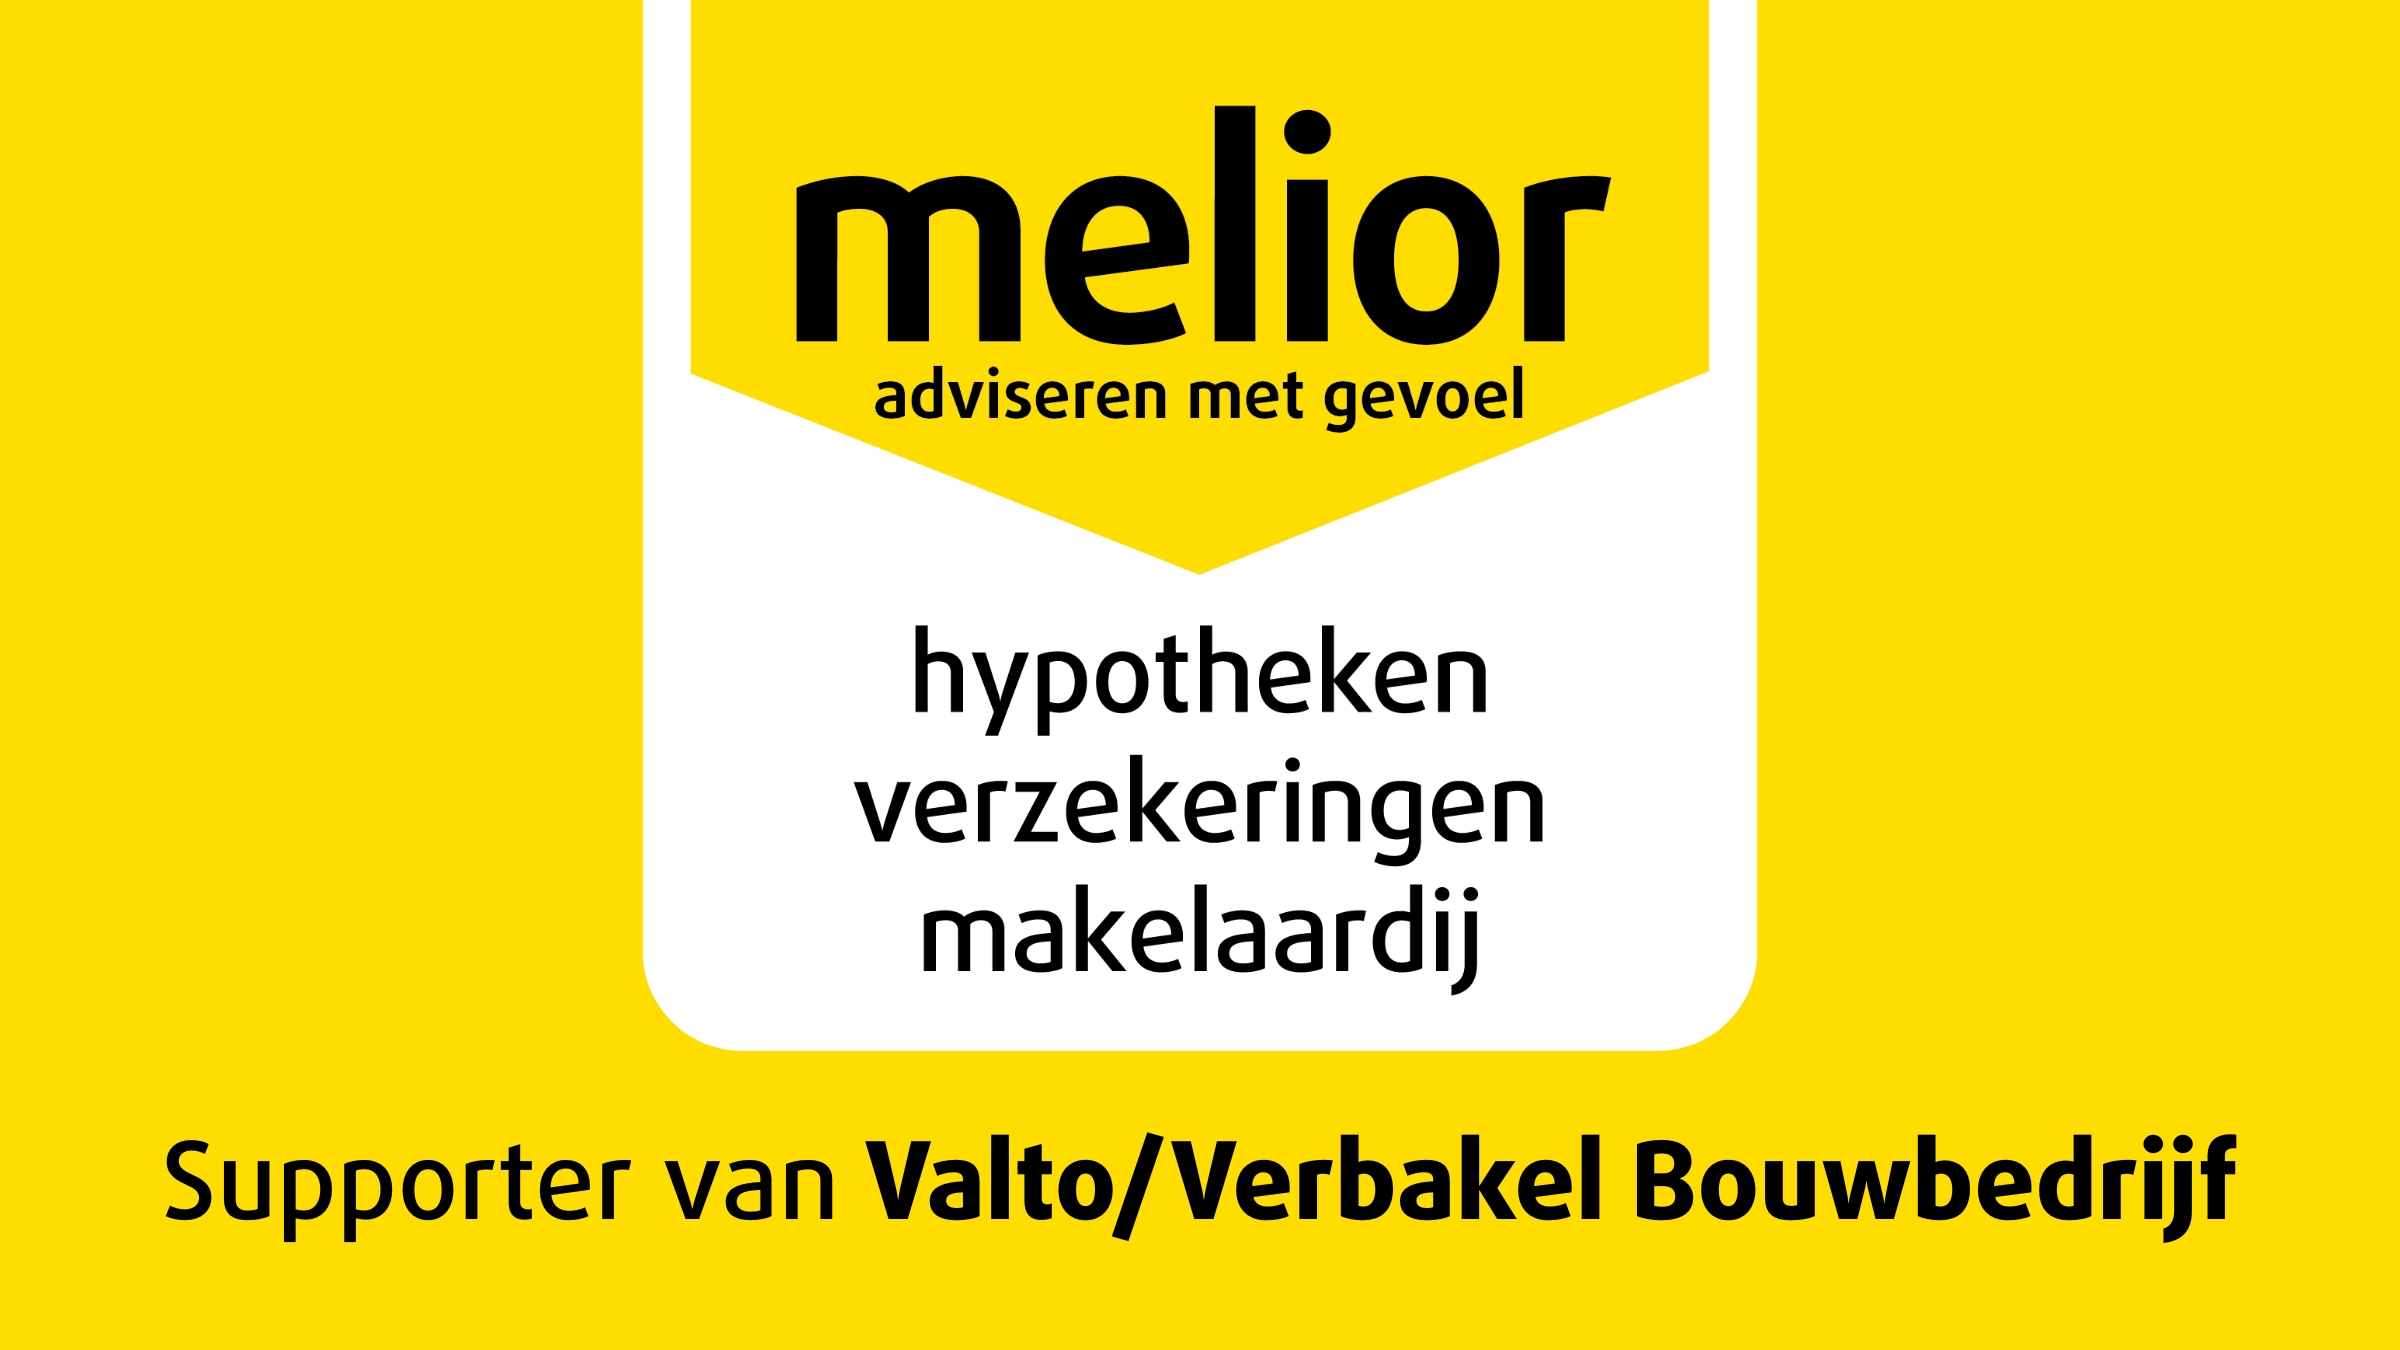 melior
adviseren met gevoel
hypotheken
verzekeringen
makelaardij
Supporter van Valto/Verbakel Bouwbedrijf